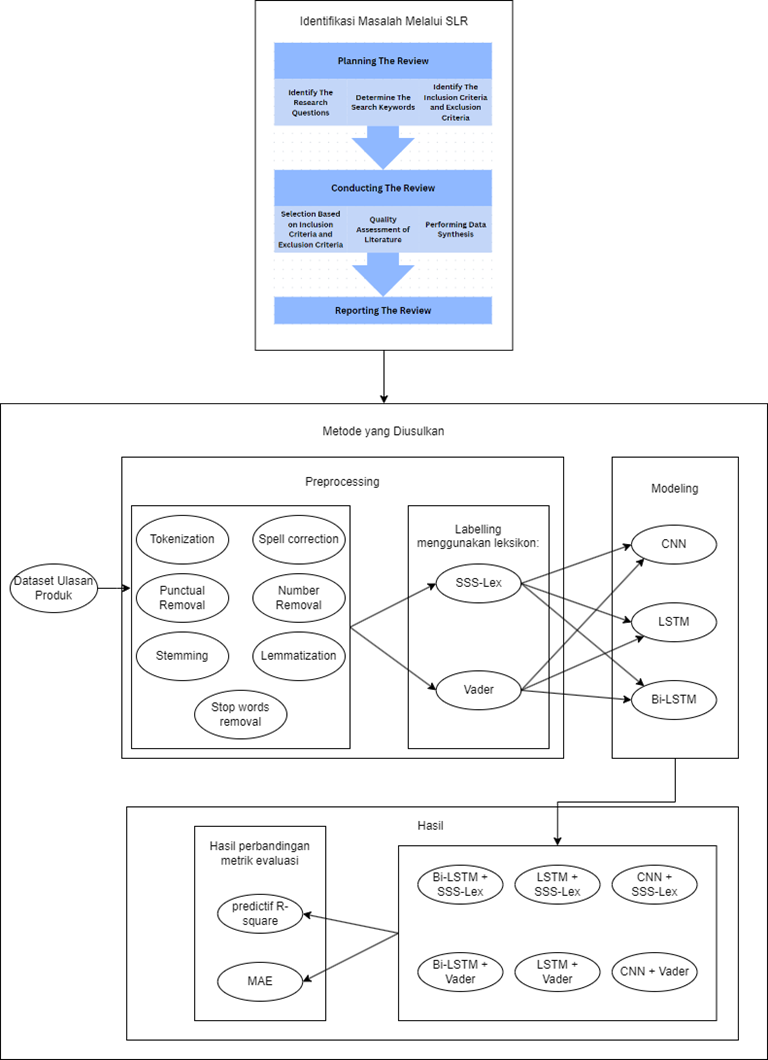 Identifikasi Masalah Melalui SLR
Planning The Review
Identify The
Research
Questions
Determine The
Search Keywords
Identify The
Inclusion Criteria
and Exclusion
Criteria
Conducting The Review
Selection Based
on Inclusion
Criteria and
Exclusion Criteria
Quality
Assessment of
Literature
Performing Data
Synthesis
Reporting The Review
Metode yang Diusulkan
Preprocessing
Modeling
Dataset Ulasan
Produk
Tokenization
Spell correction
Punctual
Removal
Number
Removal
Stemming
Lemmatization
Stop words
removal
Labelling
menggunakan leksikon:
SSS-Lex
Vader
CNN
LSTM
Bi-LSTM
Hasil
Hasil perbandingan
metrik evaluasi
predictif R-
square
MAE
Bi-LSTM +
SSS-Lex
LSTM +
SSS-Lex
CNN +
SSS-Lex
Bi-LSTM +
Vader
LSTM +
Vader
CNN + Vader